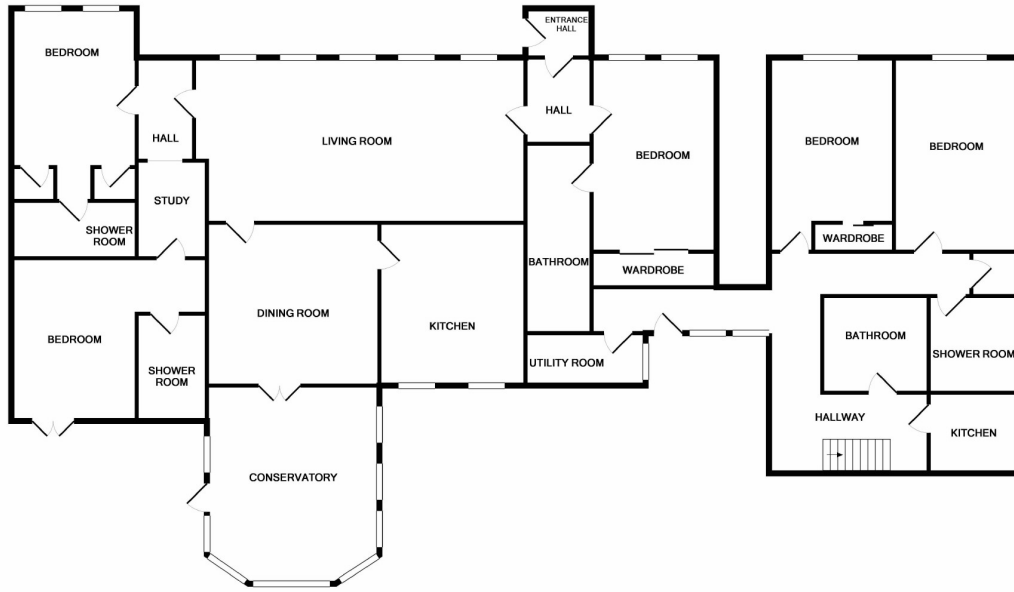 ENTRANCE
HALL
BEDROOM
HALL
LIVING ROOM
HALL
BEDROOM
BEDROOM
BEDROOM
STUDY
SHOWER
ROOM
WARDROBE
BATHROOM
WARDROBE
DINING ROOM
KITCHEN
BEDROOM
SHOWER
ROOM
UTILITY ROOM
BATHROOM
SHOWER ROOM
HALLWAY
KITCHEN
CONSERVATORY